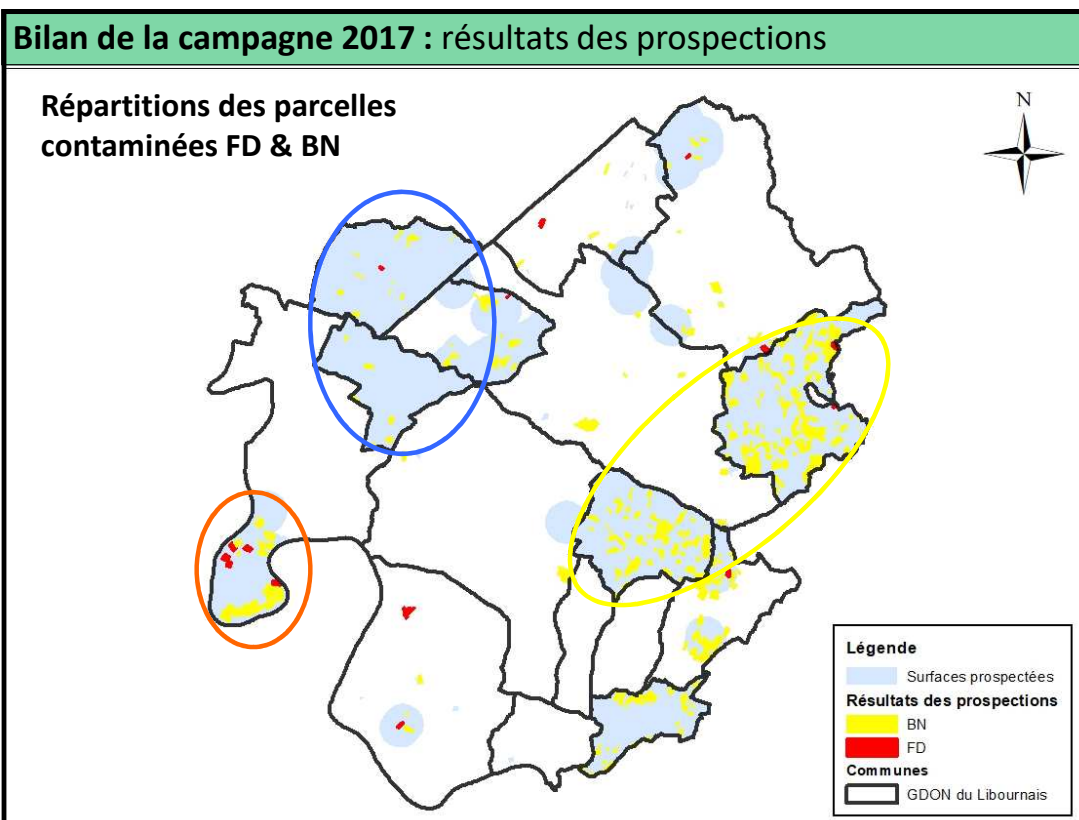 Bilan de la campagne 2017 : résultats des prospections
Répartitions des parcelles
contaminées FD & BN
N
Légende
Surfaces prospectées
Résultats des prospections
BN
FD
Communes
GDON du Libournais